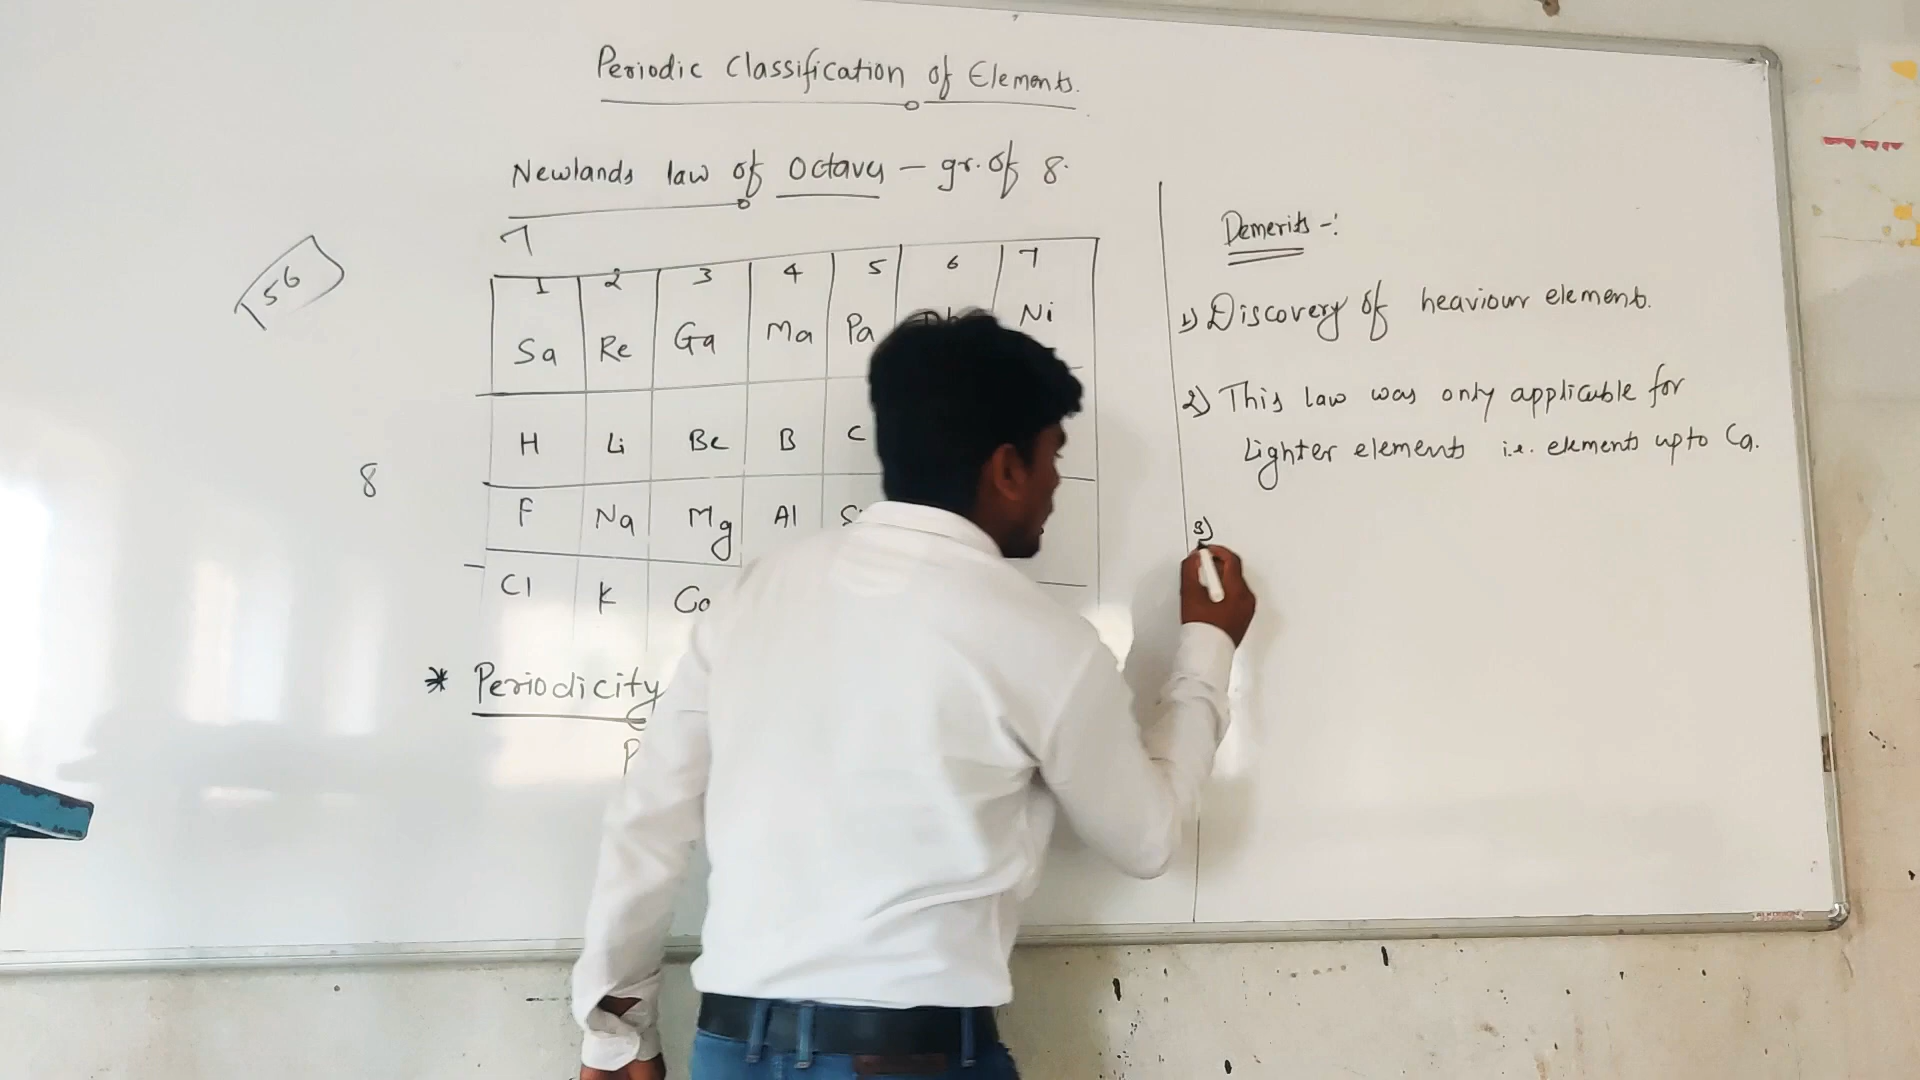 Periodic Classification of Elements.
Newlands law of Octaves – gr. of 8.
7
56
1 2 3 4 5 6 7
Sa Re Ga Ma Pa Ni
H Li Be B C
8
F Na Mg Al
Cl K
* Periodicity
P
Demerits -:
1) Discovery of heaviour elements.
2) This law was only applicable for
Lighter elements i.e. elements upto Ca.
3)